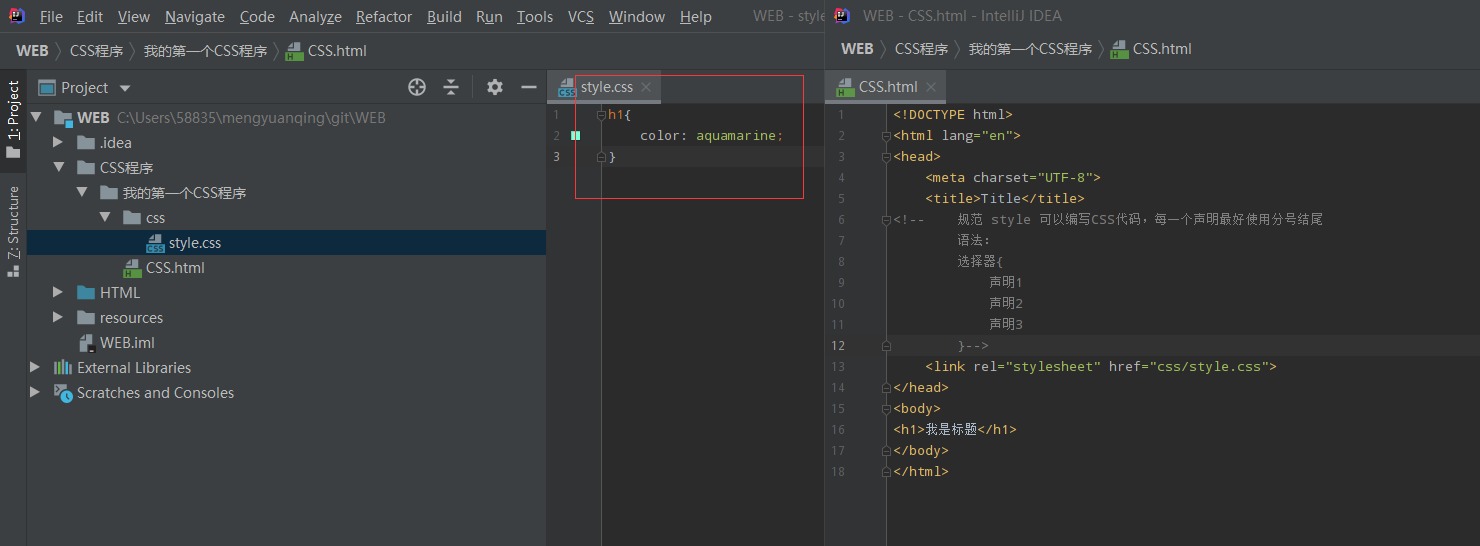 File Edit View Navigate Code Analyze Refactor Build Run Tools VCS Window Help WEB - style
WEB 〉 CSS程序 〉 我的第一个CSS程序 〉 CSS.html
1: Project
Z: Structure
Project
WEB C:\Users\58835\mengyuanqing\git\WEB
.idea
CSS程序
我的第一个CSS程序
css
style.css
CSS.html
HTML
resources
WEB.iml
External Libraries
Scratches and Consoles
style.css
1 h1{
2 color: aquamarine;
3 }
WEB - CSS.html - IntelliJ IDEA
WEB 〉 CSS程序 〉 我的第一个CSS程序 〉 CSS.html
CSS.html
1 <!DOCTYPE html>
2 <html lang="en">
3 <head>
4 <meta charset="UTF-8">
5 <title>Title</title>
6 <!-- 规范 style 可以编写CSS代码，每一个声明最好使用分号结尾
7 语法：
8 选择器{
9 声明1
10 声明2
11 声明3
12 }-->
13 <link rel="stylesheet" href="css/style.css">
14 </head>
15 <body>
16 <h1>我是标题</h1>
17 </body>
18 </html>